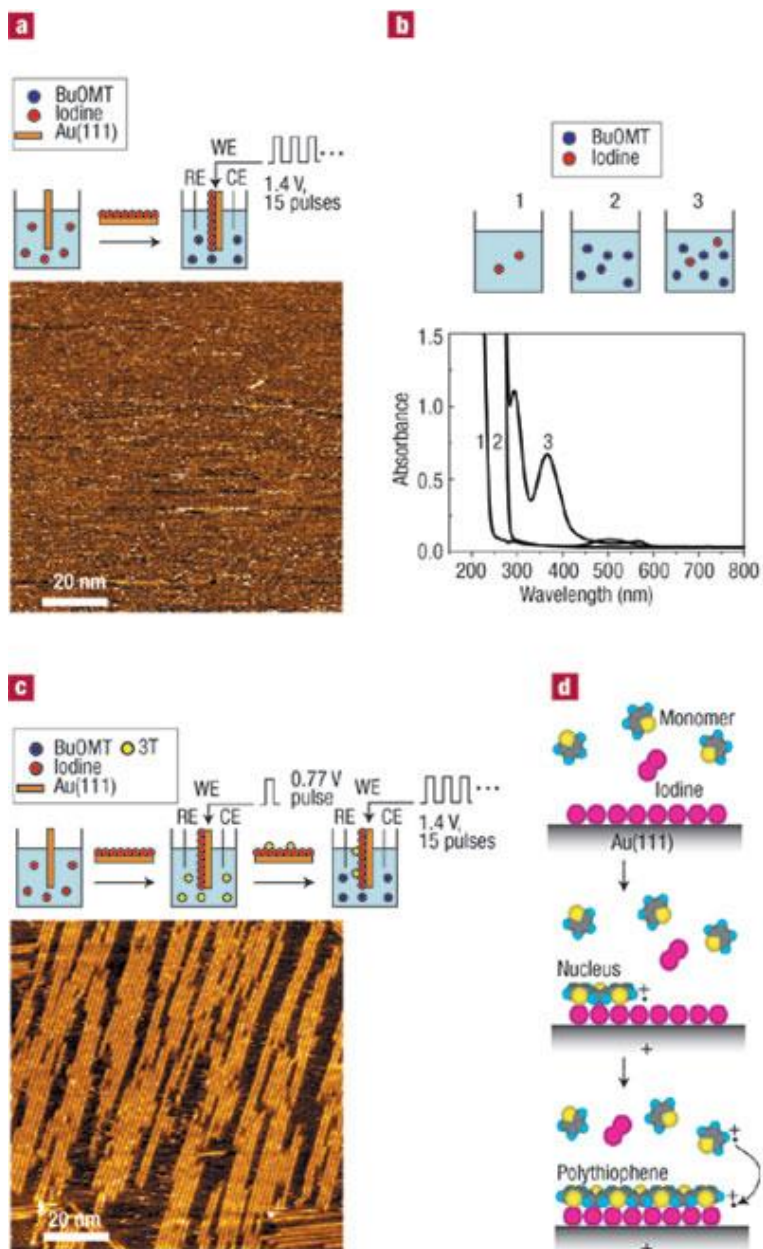 a
BuOMT
Iodine
Au(111)
WE
RE CE
1.4 V,
15 pulses
20 nm
b
BuOMT
Iodine
1 2 3
1.5
1.0
0.5
0.0
Absorbance
1 2 3
200 300 400 500 600 700 800
Wavelength (nm)
c
BuOMT 3T
Iodine
Au(111)
WE
0.77 V
pulse
RE CE
WE
RE CE
1.4 V,
15 pulses
20 nm
d
Monomer
Iodine
Au(111)
Nucleus
+
+
Polythiophene
+
+
+